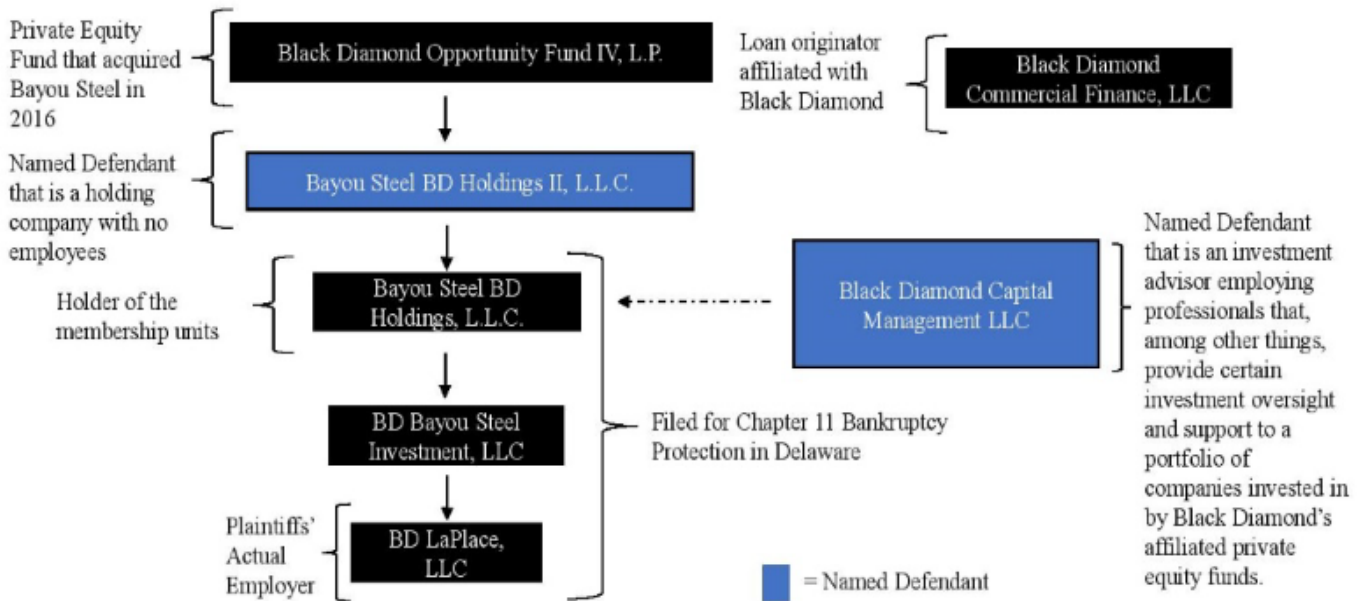 Private Equity
Fund that acquired
Bayou Steel in
2016
Black Diamond Opportunity Fund IV, L.P.
Loan originator
affiliated with
Black Diamond
Black Diamond
Commercial Finance, LLC
Named Defendant
that is a holding
company with no
employees
Bayou Steel BD Holdings II, L.L.C.
Holder of the
membership units
Bayou Steel BD
Holdings, L.L.C.
Black Diamond Capital
Management LLC
Named Defendant
that is an investment
advisor employing
professionals that,
among other things,
provide certain
investment oversight
and support to a
portfolio of
companies invested in
by Black Diamond's
affiliated private
equity funds.
BD Bayou Steel
Investment, LLC
Filed for Chapter 11 Bankruptcy
Protection in Delaware
Plaintiffs'
Actual
Employer
BD LaPlace,
LLC
= Named Defendant